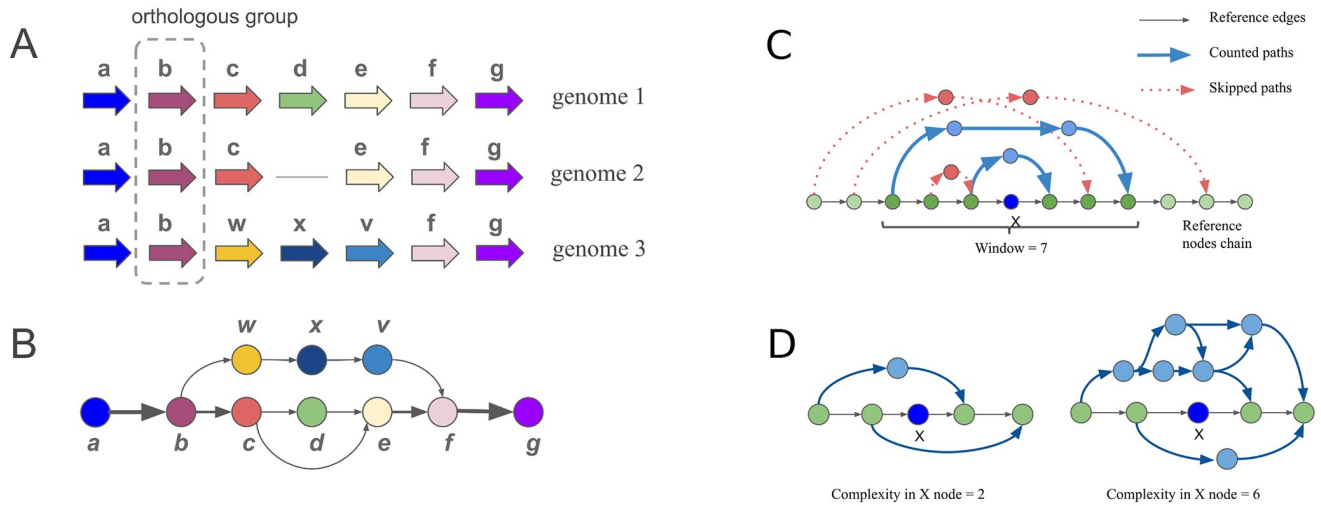 orthologous group
A
a b c d e f g
genome 1
a b c e f g
genome 2
a b w x v f g
genome 3
B
w x v
a b c d e f g
C
Reference edges
Counted paths
Skipped paths
X
Window = 7
Reference
nodes chain
D
X
Complexity in X node = 2
X
Complexity in X node = 6